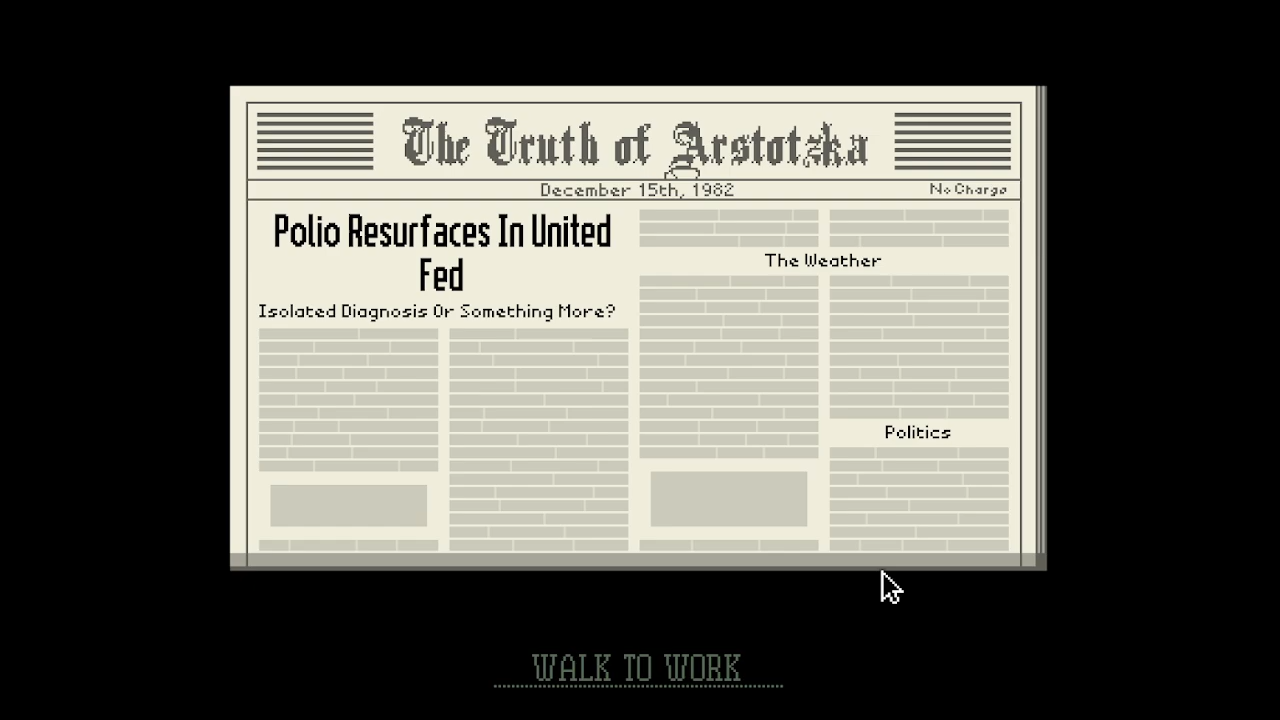 The Truth of Arstotzka
December 15th, 1982
No Charge
Polio Resurfaces In United
Fed
Isolated Diagnosis Or Something More?
The Weather
Politics
WALK TO WORK